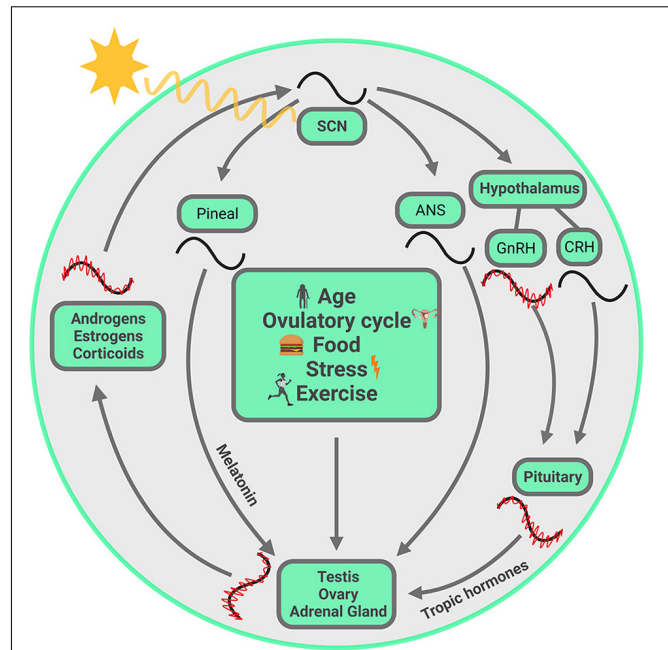 SCN
Pineal
ANS
Hypothalamus
GnRH
CRH
Androgens
Estrogens
Corticoids
Age
Ovulatory cycle
Food
Stress
Exercise
Melatonin
Pituitary
Tropic hormones
Testis
Ovary
Adrenal Gland